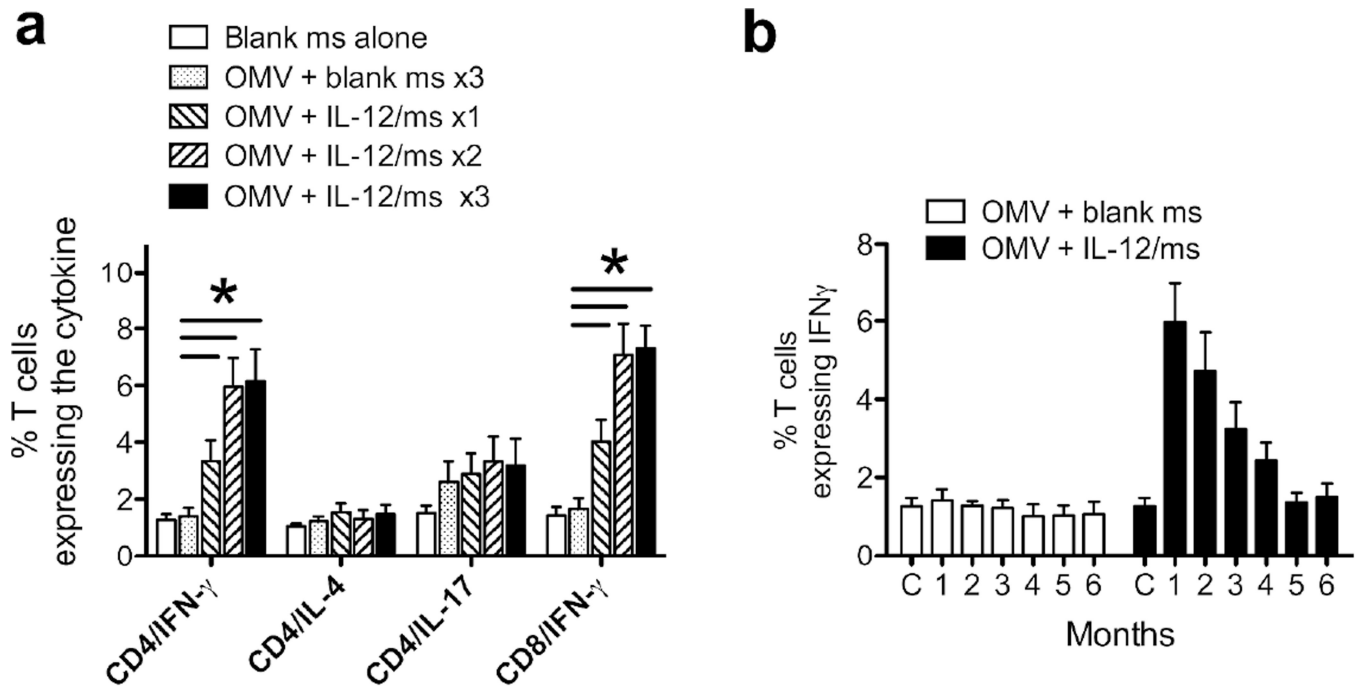 a
Blank ms alone
OMV + blank ms x3
OMV + IL-12/ms x1
OMV + IL-12/ms x2
OMV + IL-12/ms x3
% T cells
expressing the cytokine
10
8
6
4
2
0
*
*
CD4/IFN-γ
CD4/IL-4
CD4/IL-17
CD8/IFN-γ
b
OMV + blank ms
OMV + IL-12/ms
% T cells
expressing IFNγ
8
6
4
2
0
C 1 2 3 4 5 6 C 1 2 3 4 5 6
Months